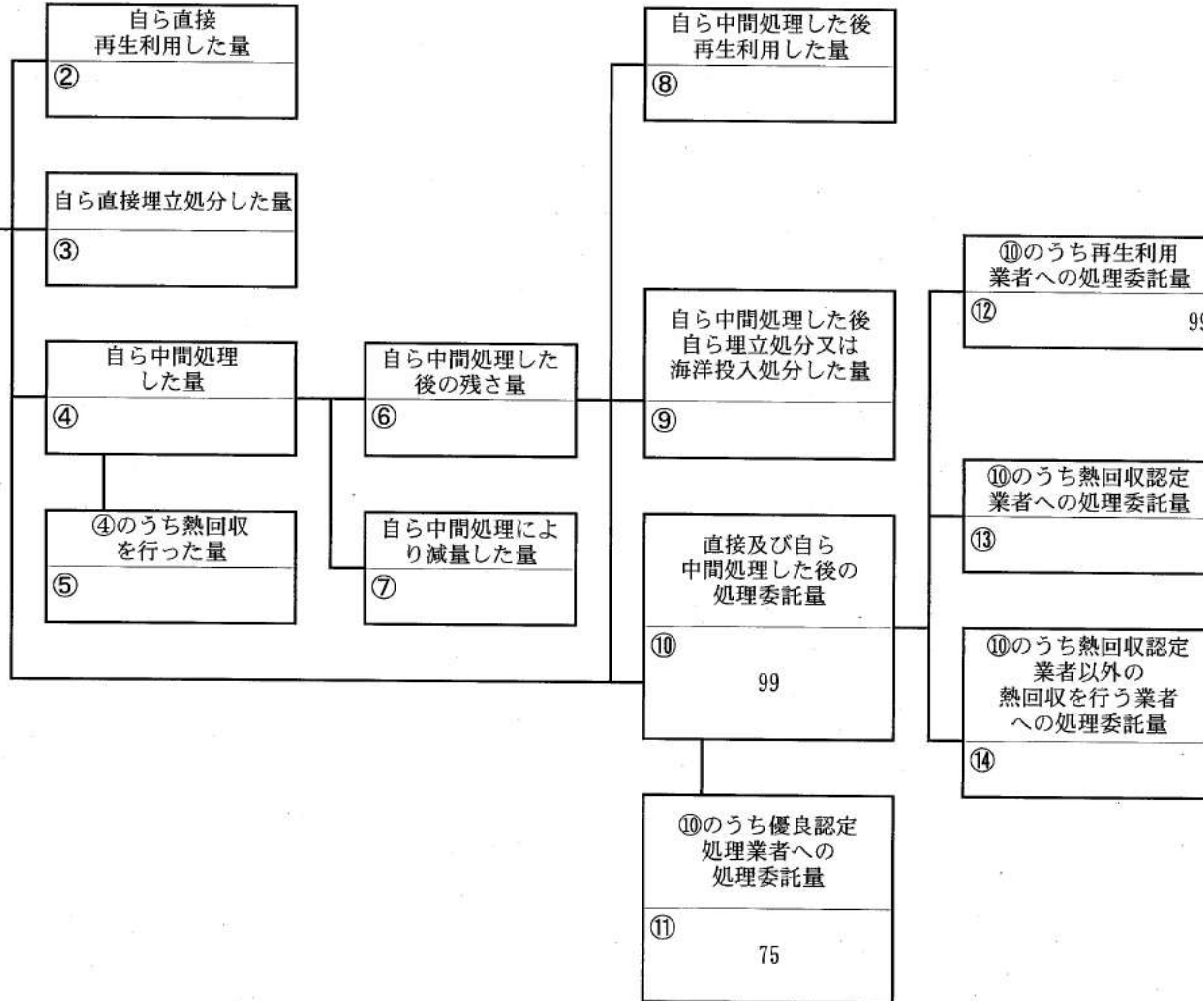 自ら直接
再生利用した量
②
自ら直接埋立処分した量
③
自ら中間処理
した量
④
④のうち熱回収
を行った量
⑤
自ら中間処理した
後の残さ量
⑥
自ら中間処理によ
り減量した量
⑦
自ら中間処理した後
再生利用した量
⑧
自ら中間処理した後
自ら埋立処分又は
海洋投入処分した量
⑨
直接及び自ら
中間処理した後の
処理委託量
⑩
99
⑩のうち優良認定
処理業者への
処理委託量
⑪
75
⑩のうち再生利用
業者への処理委託量
⑫
99
⑩のうち熱回収認定
業者への処理委託量
⑬
⑩のうち熱回収認定
業者以外の
熱回収を行う業者
への処理委託量
⑭